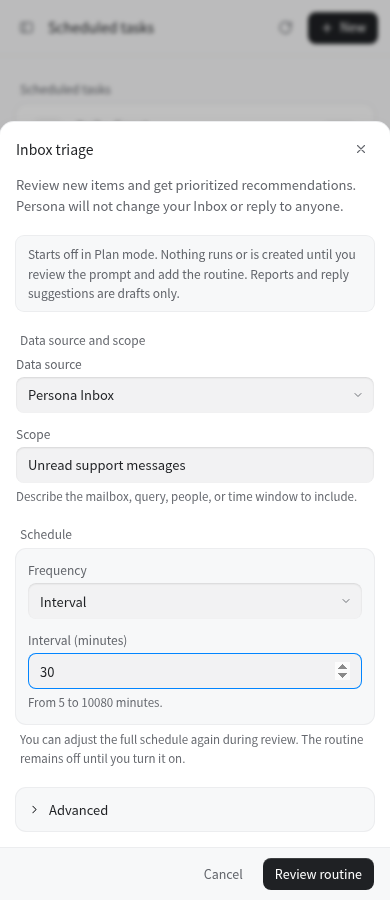 Scheduled tasks
New
Scheduled tasks
Inbox triage
Review new items and get prioritized recommendations.
Persona will not change your Inbox or reply to anyone.
Starts off in Plan mode. Nothing runs or is created until you
review the prompt and add the routine. Reports and reply
suggestions are drafts only.
Data source and scope
Data source
Persona Inbox
Scope
Unread support messages
Describe the mailbox, query, people, or time window to include.
Schedule
Frequency
Interval
Interval (minutes)
30
From 5 to 10080 minutes.
You can adjust the full schedule again during review. The routine
remains off until you turn it on.
Advanced
Cancel
Review routine